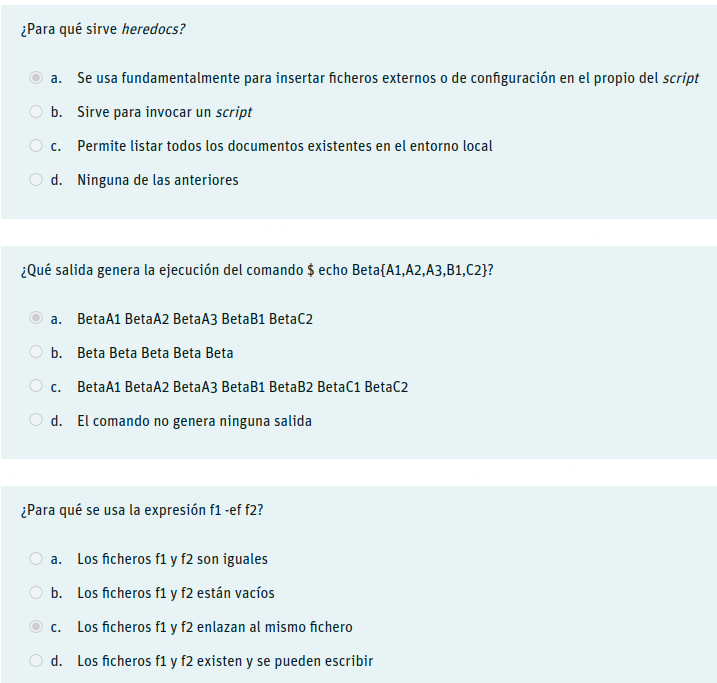 ¿Para qué sirve heredocs?
a. Se usa fundamentalmente para insertar ficheros externos o de configuración en el propio del script
b. Sirve para invocar un script
c. Permite listar todos los documentos existentes en el entorno local
d. Ninguna de las anteriores
¿Qué salida genera la ejecución del comando $ echo Beta{A1,A2,A3,B1,C2}?
a. BetaA1 BetaA2 BetaA3 BetaB1 BetaC2
b. Beta Beta Beta Beta Beta
c. BetaA1 BetaA2 BetaA3 BetaB1 BetaB2 BetaC1 BetaC2
d. El comando no genera ninguna salida
¿Para qué se usa la expresión f1 -ef f2?
a. Los ficheros f1 y f2 son iguales
b. Los ficheros f1 y f2 están vacíos
c. Los ficheros f1 y f2 enlazan al mismo fichero
d. Los ficheros f1 y f2 existen y se pueden escribir